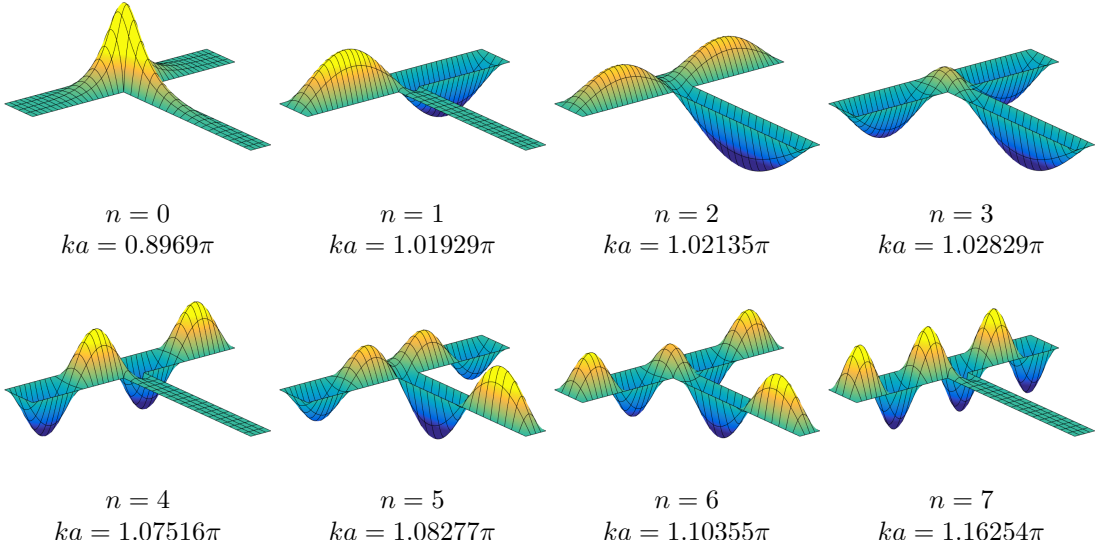 n = 0
ka = 0.8969π
n = 1
ka = 1.01929π
n = 2
ka = 1.02135π
n = 3
ka = 1.02829π
n = 4
ka = 1.07516π
n = 5
ka = 1.08277π
n = 6
ka = 1.10355π
n = 7
ka = 1.16254π